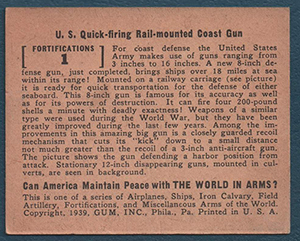 U. S. Quick-firing Rail-mounted Coast Gun
FORTIFICATIONS
1
For coast defense the United States
Army makes use of guns ranging from
3 inches to 16 inches. A new 8-inch de-
fense gun, just completed, brings ships over 18 miles at sea
within its range! Mounted on a railway carriage (see picture)
it is ready for quick transportation for the defense of either
seaboard. This 8-inch gun is famous for its accuracy as well
as for its powers of destruction. It can fire four 200-pound
shells a minute with deadly exactness! Weapons of a similar
type were used during the World War, but they have been
greatly improved during the last few years. Among the im-
provements in this amazing big gun is a closely guarded recoil
mechanism that cuts its "kick" down to a small distance
not much greater than the recoil of a 3-inch anti-aircraft gun.
The picture shows the gun defending a harbor position from
attack. Stationary 12-inch disappearing guns, mounted in cul-
verts, are seen in background.
Can America Maintain Peace with THE WORLD IN ARMS?
This is one of a series of Airplanes, Ships, Iron Calvary, Field
Artillery, Fortifications, and Miscellaneous Arms of the World.
Copyright, 1939, GUM, INC., Phila., Pa. Printed in U. S. A.